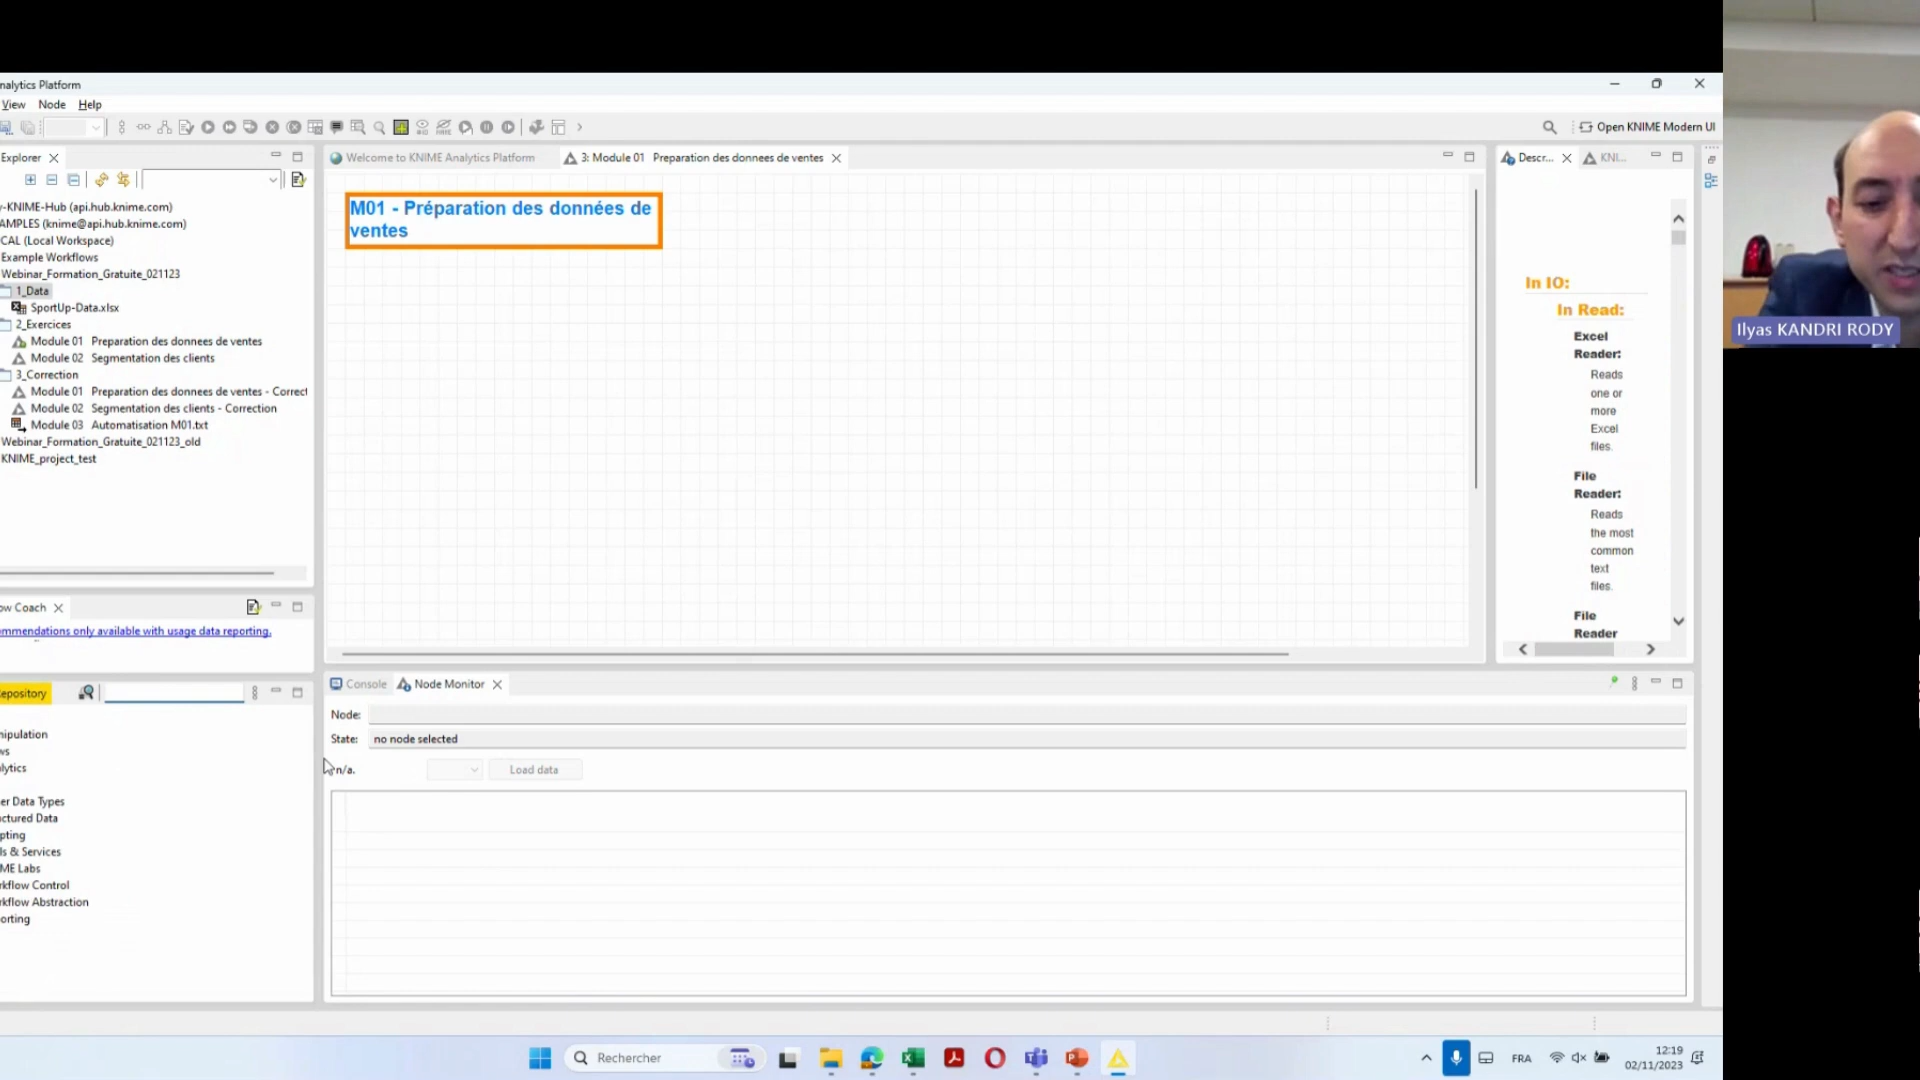 nalytics Platform
View Node Help
Open KNIME Modern UI
Explorer
Welcome to KNIME Analytics Platform
3: Module 01 Preparation des donnees de ventes
Descr...
KNI...
y-KNIME-Hub (api.hub.knime.com)
AMPLES (knime@api.hub.knime.com)
CAL (Local Workspace)
Example Workflows
Webinar_Formation_Gratuite_021123
1_Data
SportUp-Data.xlsx
2_Exercices
Module 01 Preparation des donnees de ventes
Module 02 Segmentation des clients
3_Correction
Module 01 Preparation des donnees de ventes - Correct
Module 02 Segmentation des clients - Correction
Module 03 Automatisation M01.txt
Webinar_Formation_Gratuite_021123_old
KNIME_project_test
M01 - Préparation des données de
ventes
In IO:
In Read:
Excel
Reader:
Reads
one or
more
Excel
files.
File
Reader:
Reads
the most
common
text
files.
File
Reader
Ilyas KANDRI RODY
ow Coach
ommendations only available with usage data reporting.
epository
nipulation
ws
lytics
er Data Types
uctured Data
pting
ls & Services
IME Labs
rkflow Control
rkflow Abstraction
orting
Console
Node Monitor
Node:
State: no node selected
n/a.
Load data
Rechercher
FRA
12:19
02/11/2023